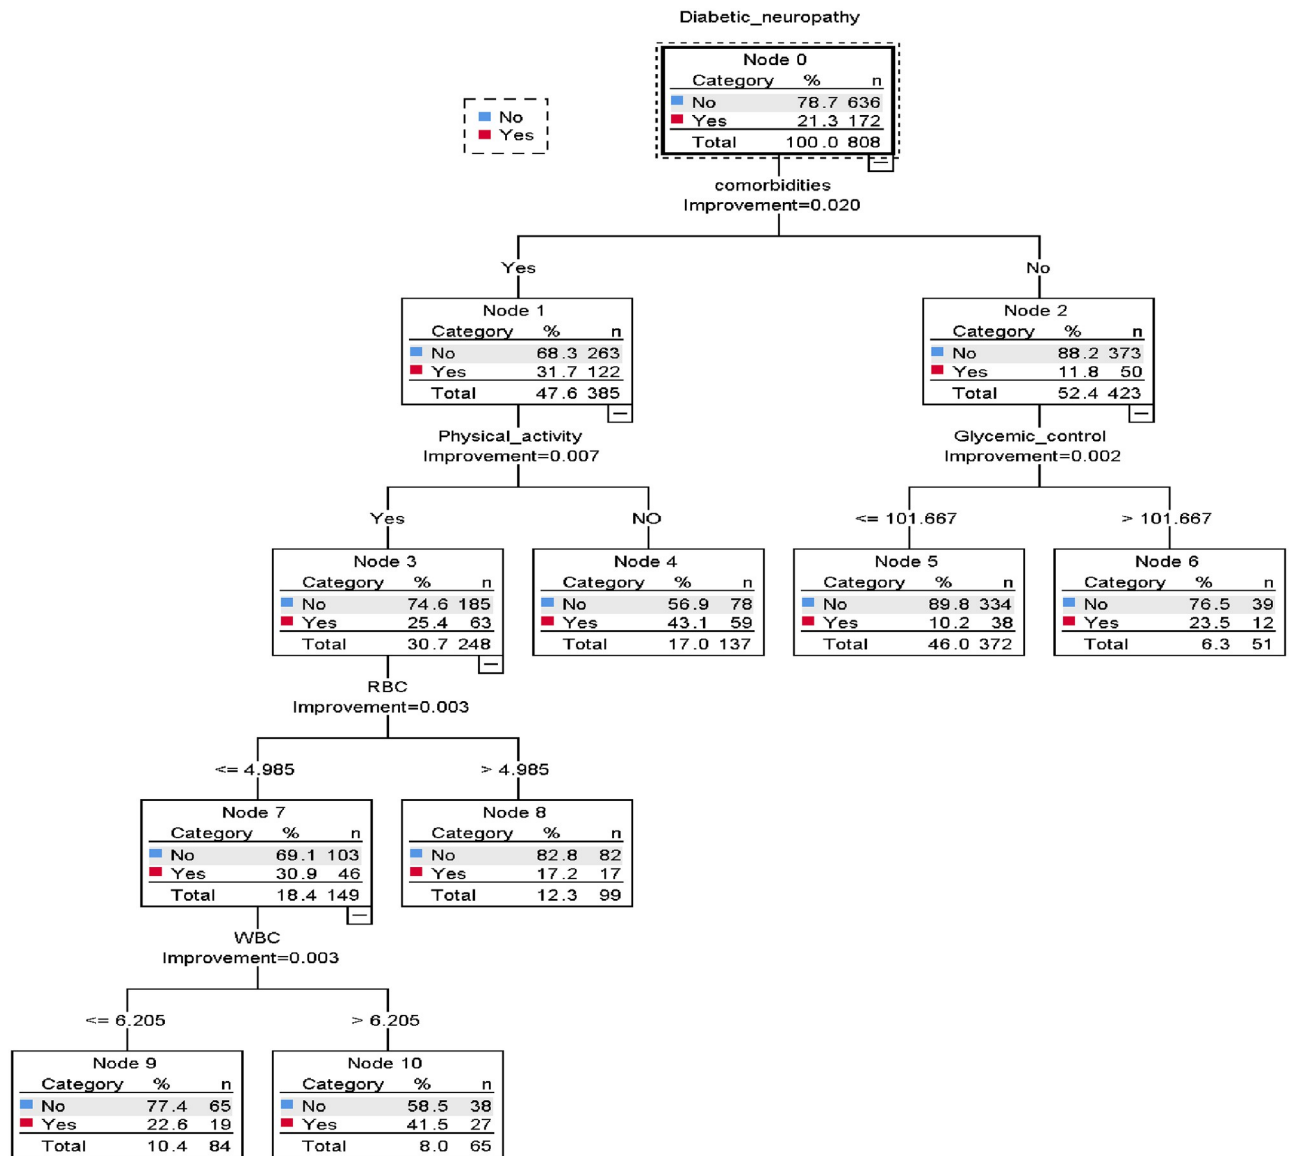 Diabetic_neuropathy
No
Yes
Node 0
Category % n
No 78.7 636
Yes 21.3 172
Total 100.0 808
comorbidities
Improvement=0.020
Yes
No
Node 1
Category % n
No 68.3 263
Yes 31.7 122
Total 47.6 385
Node 2
Category % n
No 88.2 373
Yes 11.8 50
Total 52.4 423
Physical_activity
Improvement=0.007
Glycemic_control
Improvement=0.002
Yes
NO
<= 101.667
> 101.667
Node 3
Category % n
No 74.6 185
Yes 25.4 63
Total 30.7 248
Node 4
Category % n
No 56.9 78
Yes 43.1 59
Total 17.0 137
Node 5
Category % n
No 89.8 334
Yes 10.2 38
Total 46.0 372
Node 6
Category % n
No 76.5 39
Yes 23.5 12
Total 6.3 51
RBC
Improvement=0.003
<= 4.985
> 4.985
Node 7
Category % n
No 69.1 103
Yes 30.9 46
Total 18.4 149
Node 8
Category % n
No 82.8 82
Yes 17.2 17
Total 12.3 99
WBC
Improvement=0.003
<= 6.205
> 6.205
Node 9
Category % n
No 77.4 65
Yes 22.6 19
Total 10.4 84
Node 10
Category % n
No 58.5 38
Yes 41.5 27
Total 8.0 65